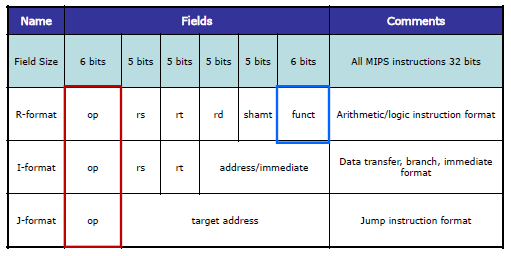 Name Fields Comments
Field Size 6 bits 5 bits 5 bits 5 bits 5 bits 6 bits All MIPS instructions 32 bits
R-format op rs rt rd shamt funct Arithmetic/logic instruction format
I-format op rs rt address/immediate Data transfer, branch, immediate
format
J-format op target address Jump instruction format